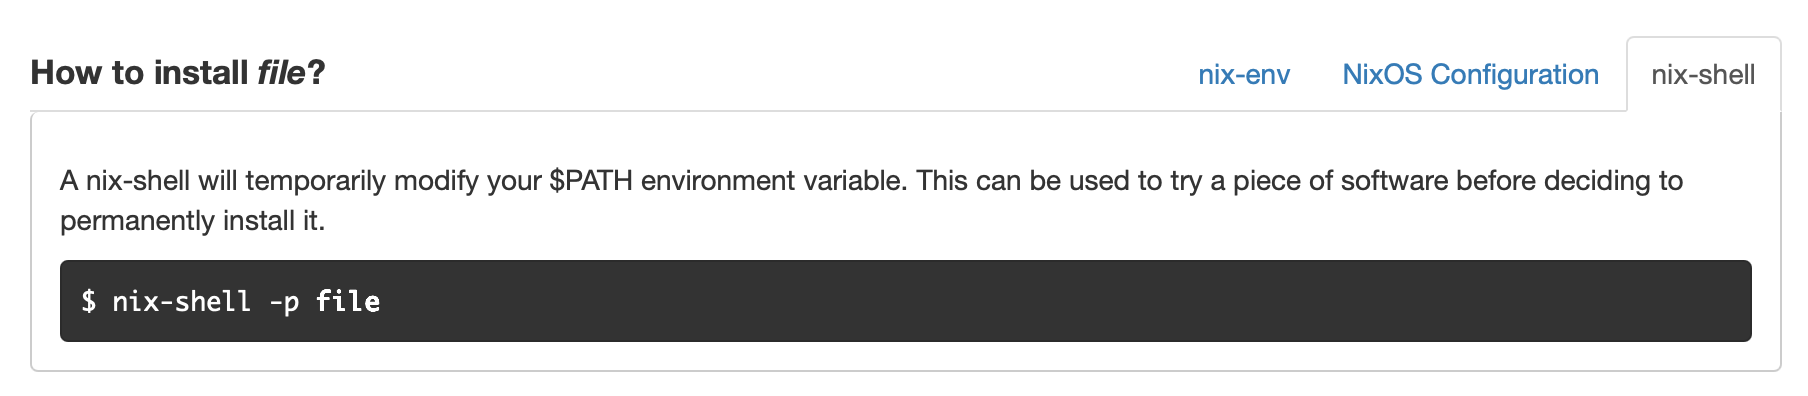 How to install file?
nix-env
NixOS Configuration
nix-shell
A nix-shell will temporarily modify your $PATH environment variable. This can be used to try a piece of software before deciding to
permanently install it.
$ nix-shell -p file